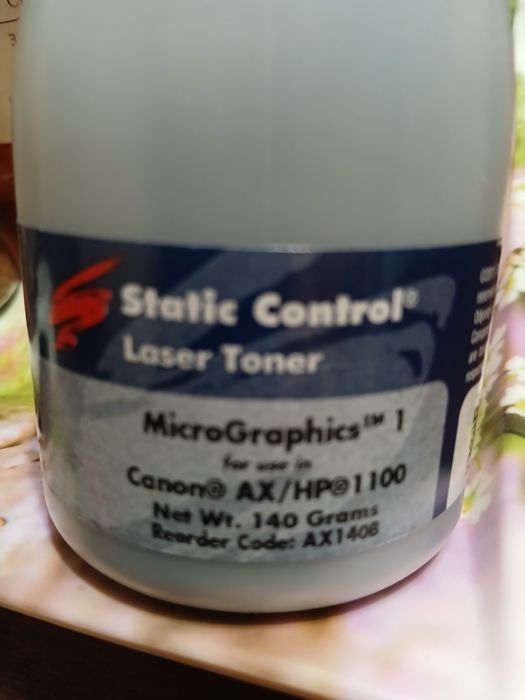 Static Control®
Laser Toner
MicroGraphics™ 1
for use in
Canon® AX/HP®1100
Net Wt. 140 Grams
Reorder Code: